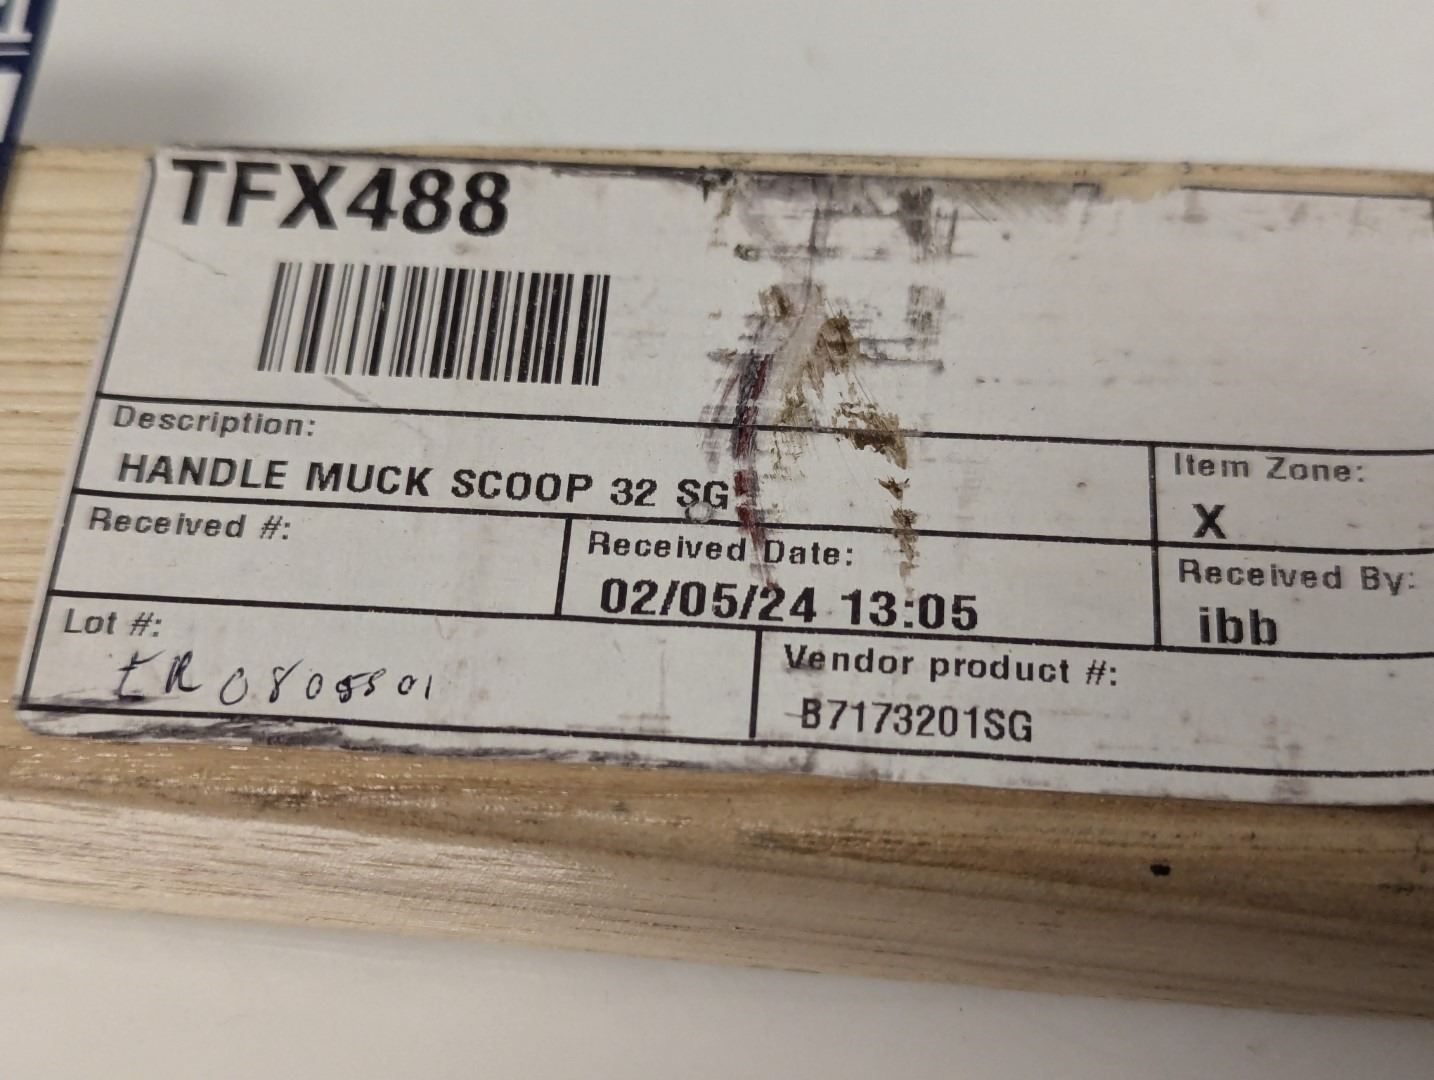 TFX488
Description:
HANDLE MUCK SCOOP 32 SG
Item Zone:
X
Received #:
Received Date:
02/05/24 13:05
Received By:
ibb
Lot #:
Vendor product #:
B7173201SG